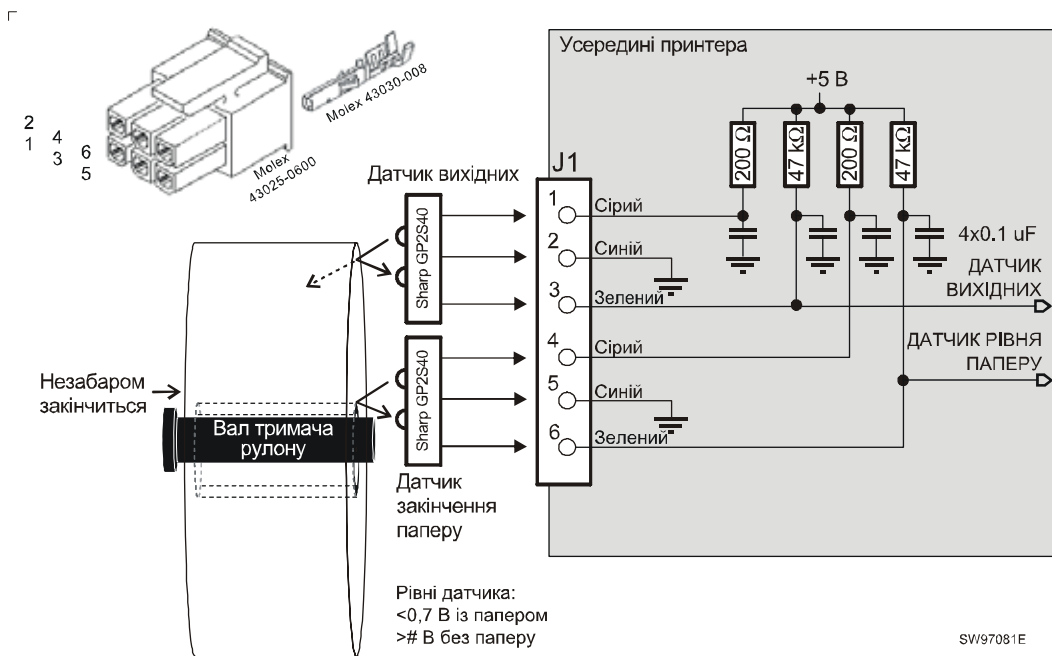 Усередині принтера
+5 В
200 Ω
47 kΩ
200 Ω
47 kΩ
4x0.1 uF
ДАТЧИК
ВИХІДНИХ
ДАТЧИК РІВНЯ
ПАПЕРУ
J1
1
Сірий
2
Синій
3
Зелений
4
Сірий
5
Синій
6
Зелений
Molex 43030-008
Molex
43025-0600
2
1
4
3
6
5
Датчик вихідних
Sharp GP2S40
Sharp GP2S40
Датчик
закінчення
паперу
Незабаром
закінчиться
Вал тримача
рулону
Рівні датчика:
<0,7 В із папером
># В без паперу
SW97081E